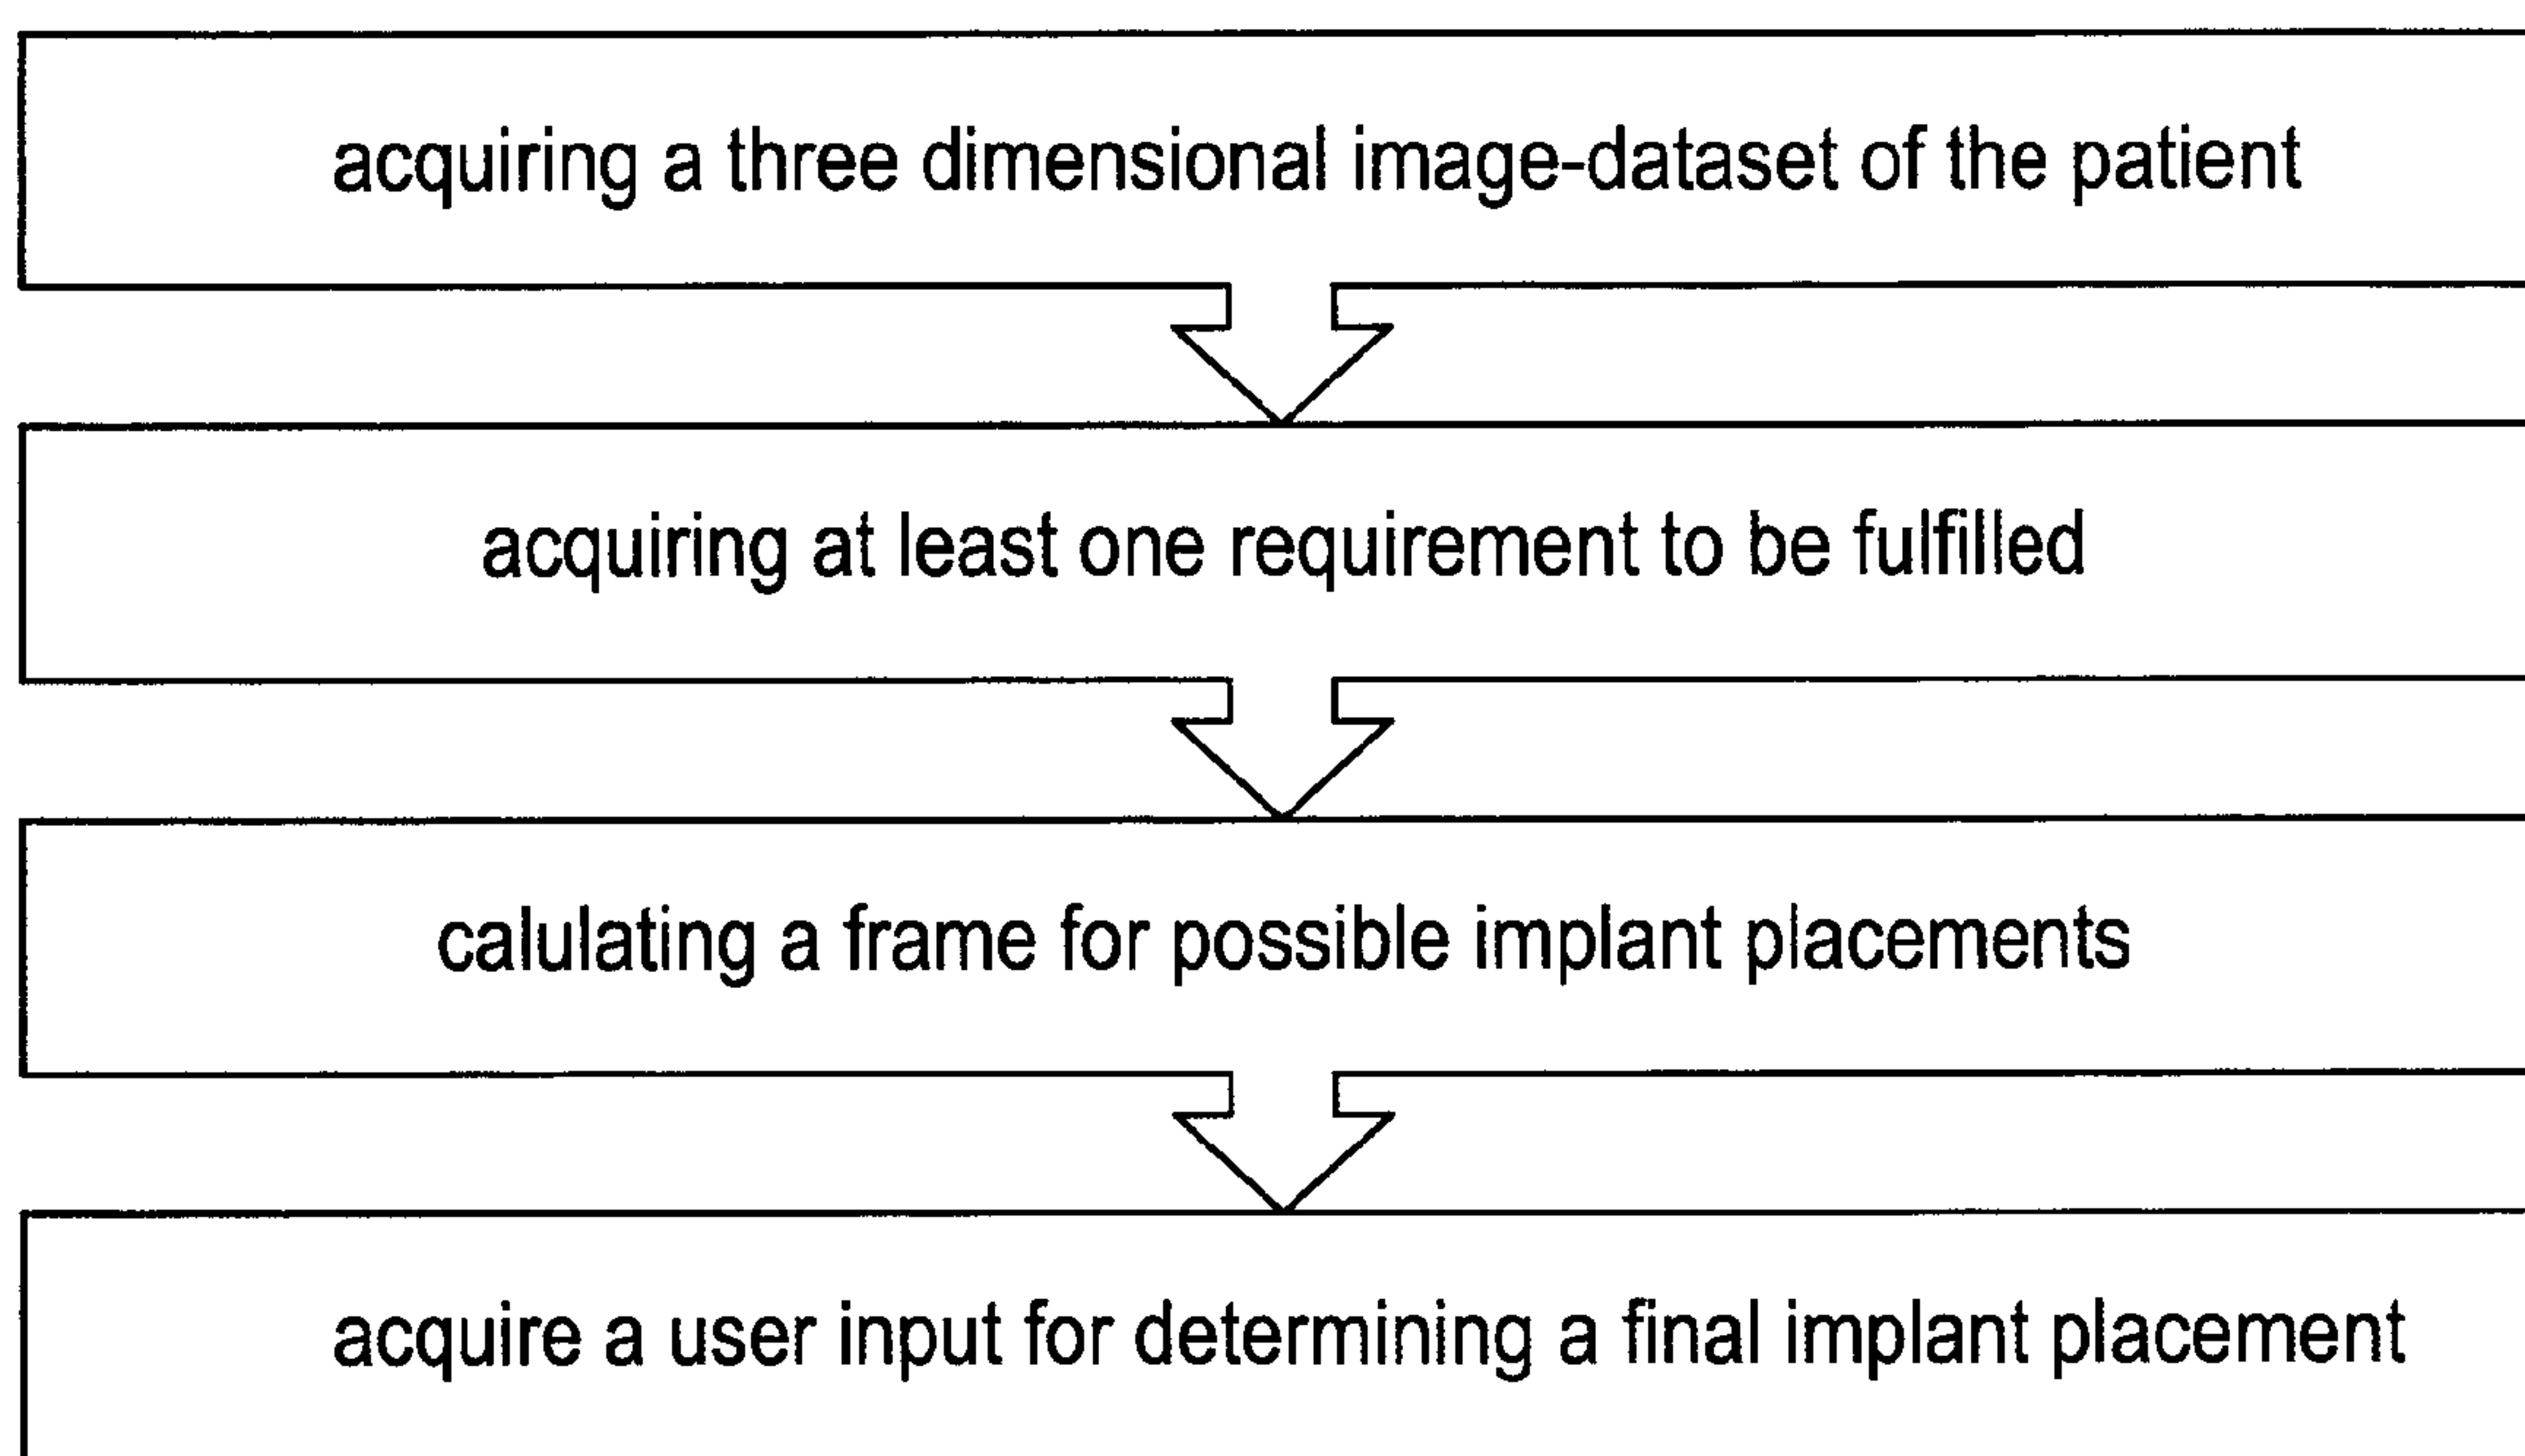 acquiring a three dimensional image-dataset of the patient
acquiring at least one requirement to be fulfilled
calulating a frame for possible implant placements
acquire a user input for determining a final implant placement